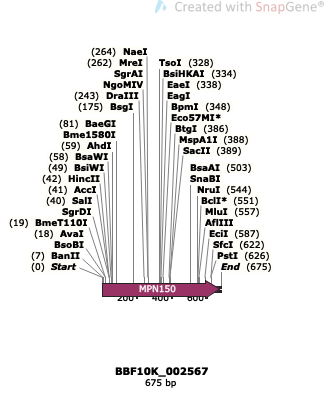 Created with SnapGene®
(264) NaeI
(262) MreI
SgrAI
NgoMIV
(243) DraIII
(175) BsgI
(81) BaeGI
Bme1580I
(59) AhdI
(58) BsaWI
(49) BsiWI
(42) HincII
(41) AccI
(40) SalI
SgrDI
(19) BmeT110I
(18) AvaI
BsoBI
(7) BanII
(0) Start
TsoI (328)
BsiHKAI (334)
EaeI (338)
EagI
BpmI (348)
Eco57MI*
BtgI (386)
MspA1I (388)
SacII (389)
BsaAI (503)
SnaBI
NruI (544)
BclI* (551)
MluI (557)
AflIII
EciI (587)
SfcI (622)
PstI (626)
End (675)
MPN150
200 400 600
BBF10K_002567
675 bp